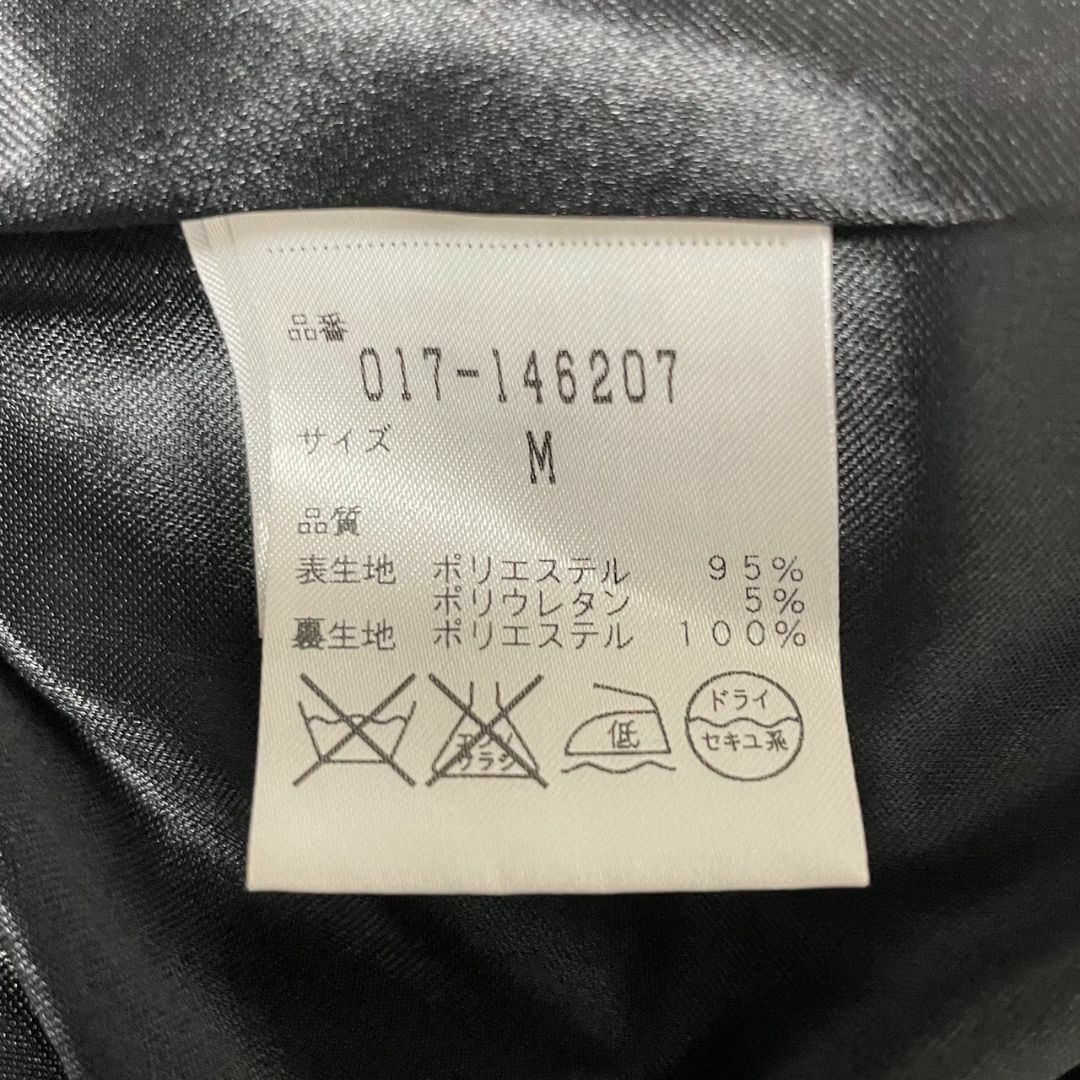 品番
017-146207
サイズ M
品質
表生地 ポリエステル 95%
ポリウレタン 5%
裏生地 ポリエステル 100%
エンソ サラシ
低
ドライ
セキユ系